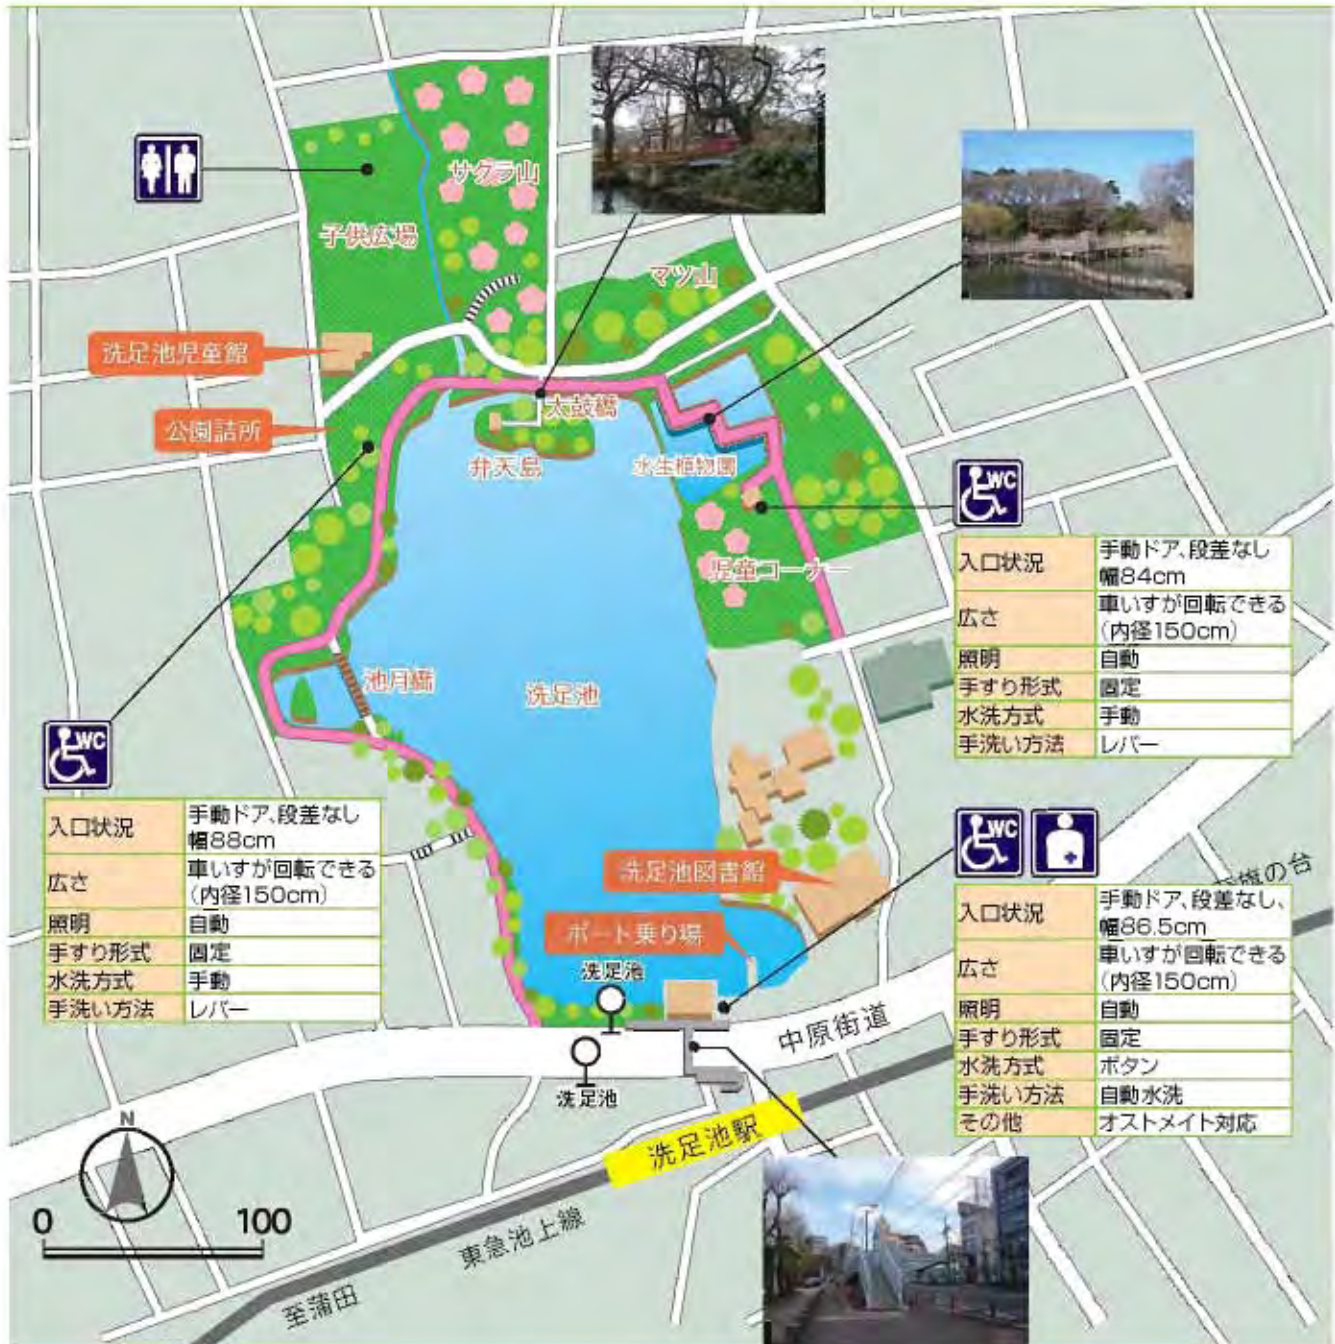 サクラ山
子供広場
マツ山
洗足池児童館
公園詰所
太鼓橋
弁天島
水生植物園
児童コーナー
池月橋
洗足池
洗足池図書館
ボート乗り場
洗足池
洗足池
中原街道
旗の台
洗足池駅
東急池上線
至蒲田
N
0 100
WC
入口状況 手動ドア、段差なし
幅88cm
広さ 車いすが回転できる
(内径150cm)
照明 自動
手すり形式 固定
水洗方式 手動
手洗い方法 レバー
WC
入口状況 手動ドア、段差なし
幅84cm
広さ 車いすが回転できる
(内径150cm)
照明 自動
手すり形式 固定
水洗方式 手動
手洗い方法 レバー
WC
入口状況 手動ドア、段差なし、
幅86.5cm
広さ 車いすが回転できる
(内径150cm)
照明 自動
手すり形式 固定
水洗方式 ボタン
手洗い方法 自動水洗
その他 オストメイト対応